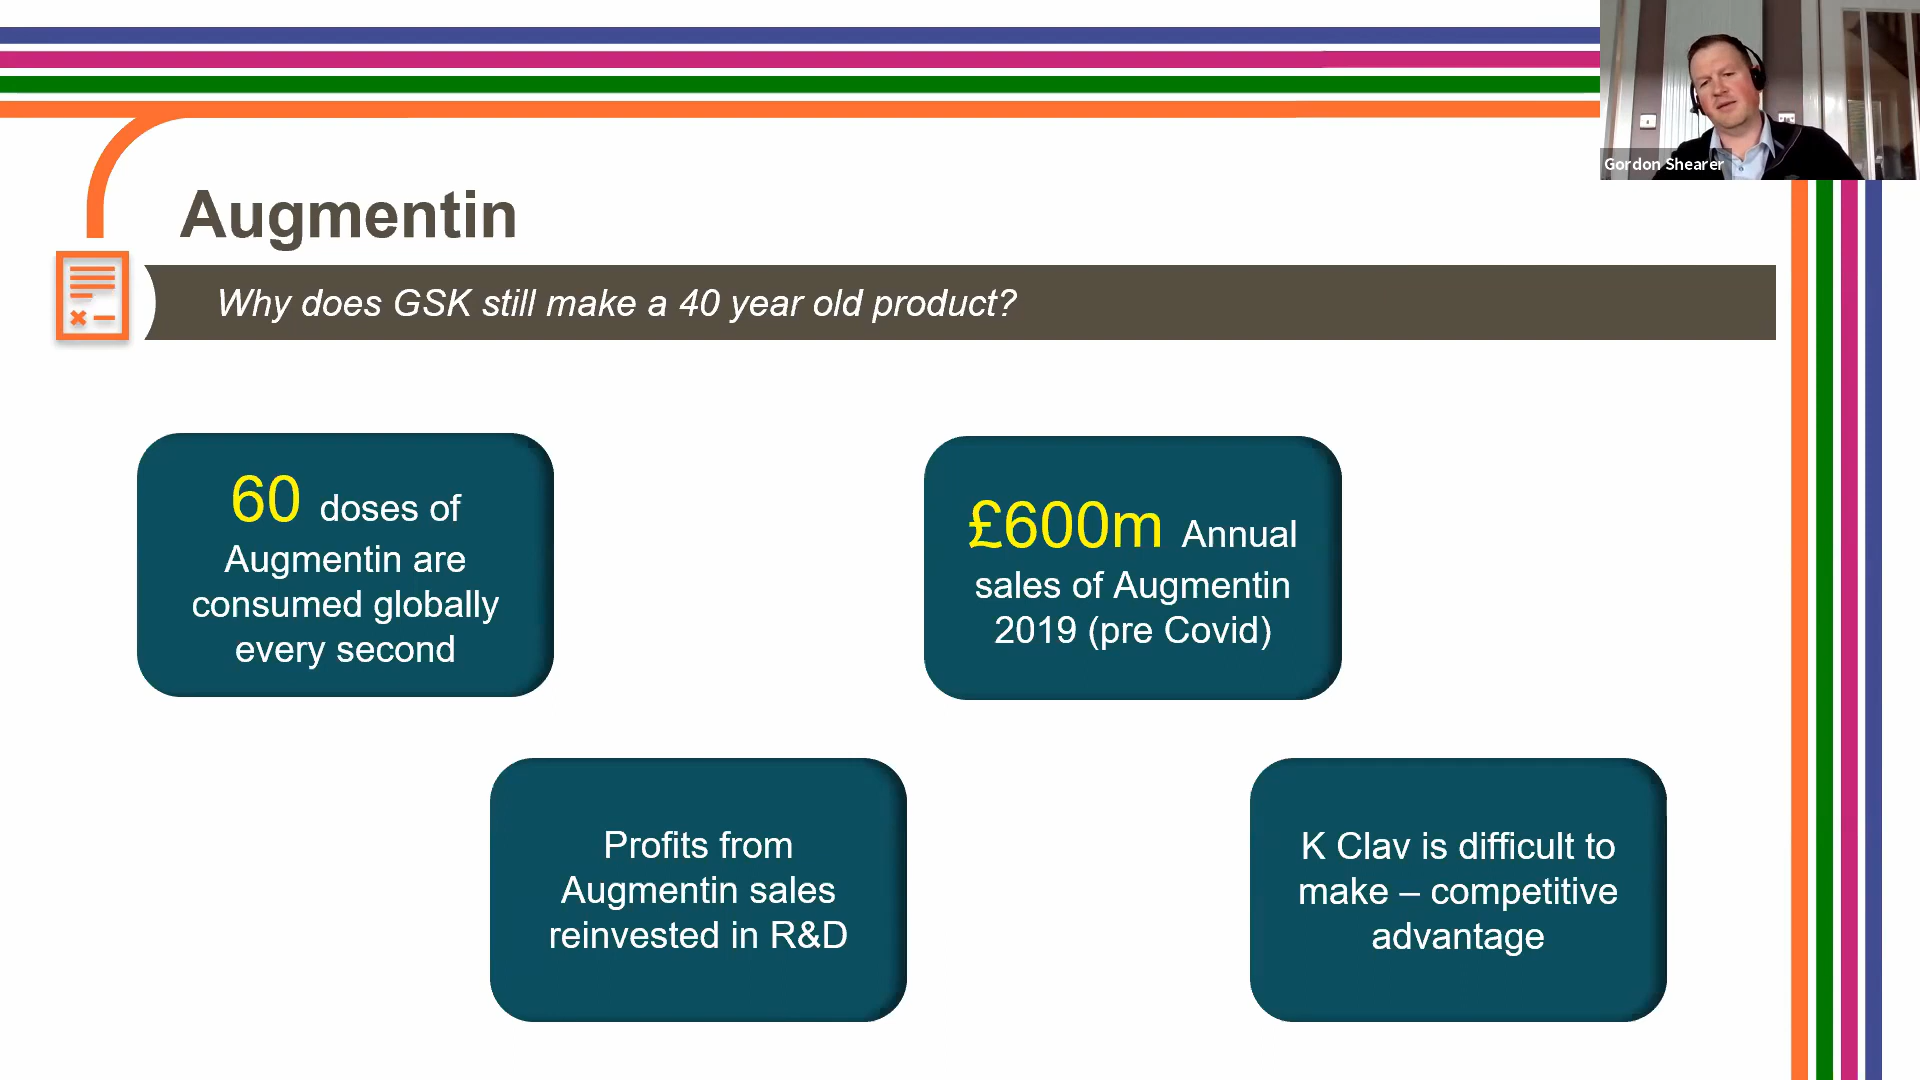 Gordon Shearer
Augmentin
Why does GSK still make a 40 year old product?
60 doses of
Augmentin are
consumed globally
every second
£600m Annual
sales of Augmentin
2019 (pre Covid)
Profits from
Augmentin sales
reinvested in R&D
K Clav is difficult to
make – competitive
advantage